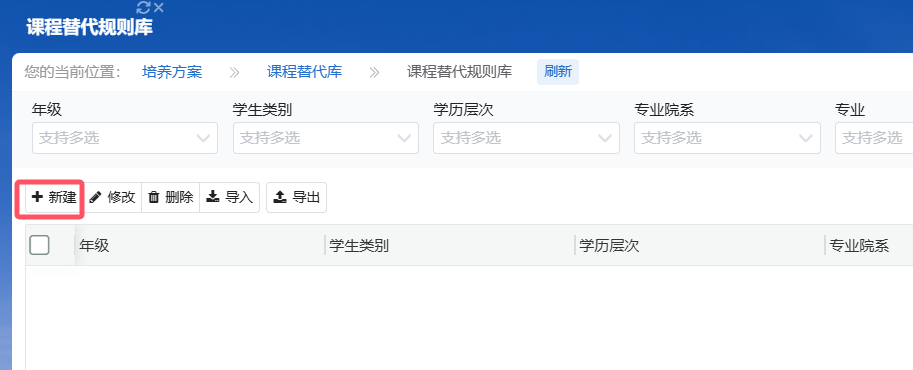 课程替代规则库
您的当前位置： 培养方案 课程替代库 课程替代规则库 刷新
年级 学生类别 学历层次 专业院系 专业
支持多选 支持多选 支持多选 支持多选 支持多选
新建 修改 删除 导入 导出
年级 学生类别 学历层次 专业院系